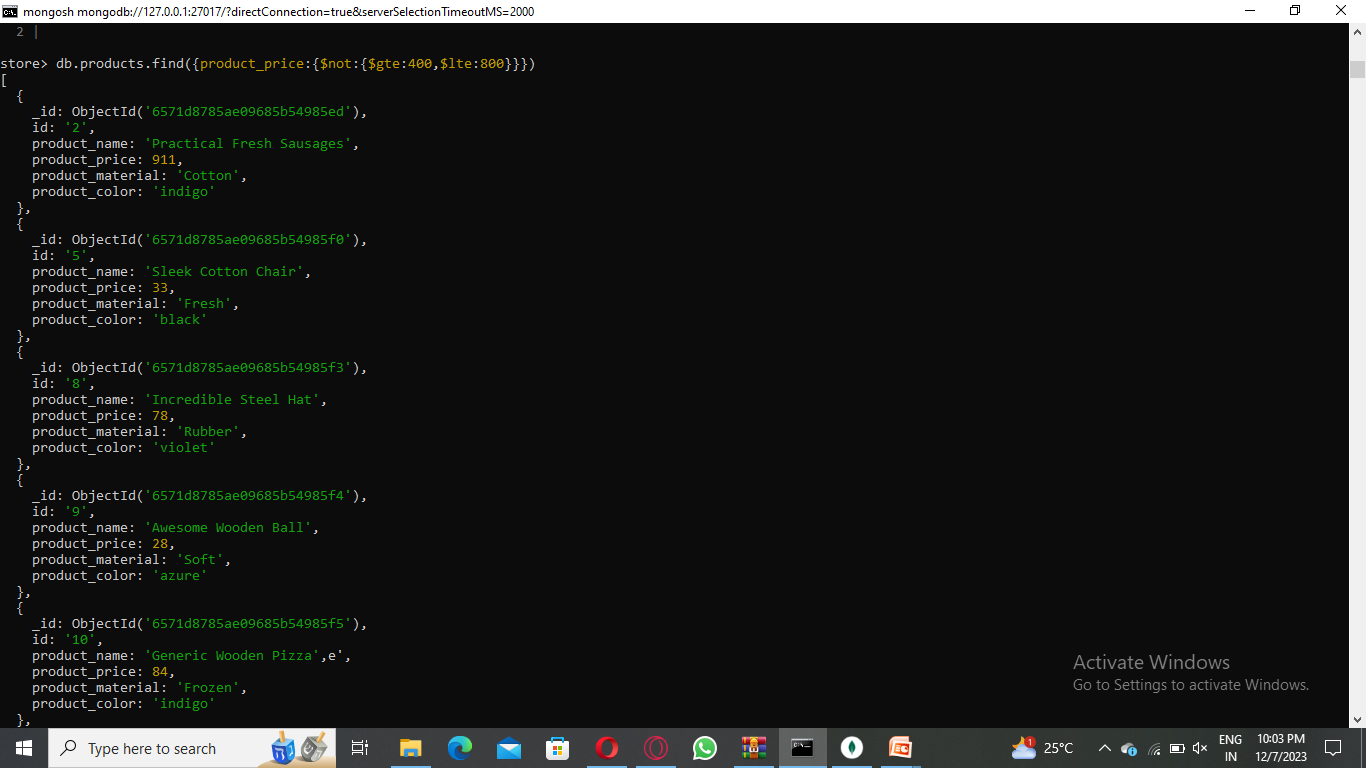 mongosh mongodb://127.0.0.1:27017/?directConnection=true&serverSelectionTimeoutMS=2000
2 |
store> db.products.find({product_price:{$not:{$gte:400,$lte:800}}})
[
  {
    _id: ObjectId('6571d8785ae09685b54985ed'),
    id: '2',
    product_name: 'Practical Fresh Sausages',
    product_price: 911,
    product_material: 'Cotton',
    product_color: 'indigo'
  },
  {
    _id: ObjectId('6571d8785ae09685b54985f0'),
    id: '5',
    product_name: 'Sleek Cotton Chair',
    product_price: 33,
    product_material: 'Fresh',
    product_color: 'black'
  },
  {
    _id: ObjectId('6571d8785ae09685b54985f3'),
    id: '8',
    product_name: 'Incredible Steel Hat',
    product_price: 78,
    product_material: 'Rubber',
    product_color: 'violet'
  },
  {
    _id: ObjectId('6571d8785ae09685b54985f4'),
    id: '9',
    product_name: 'Awesome Wooden Ball',
    product_price: 28,
    product_material: 'Soft',
    product_color: 'azure'
  },
  {
    _id: ObjectId('6571d8785ae09685b54985f5'),
    id: '10',
    product_name: 'Generic Wooden Pizza',e',
    product_price: 84,
    product_material: 'Frozen',
    product_color: 'indigo'
  },
Activate Windows
Go to Settings to activate Windows.
Type here to search
1
25°C
ENG
IN
10:03 PM
12/7/2023